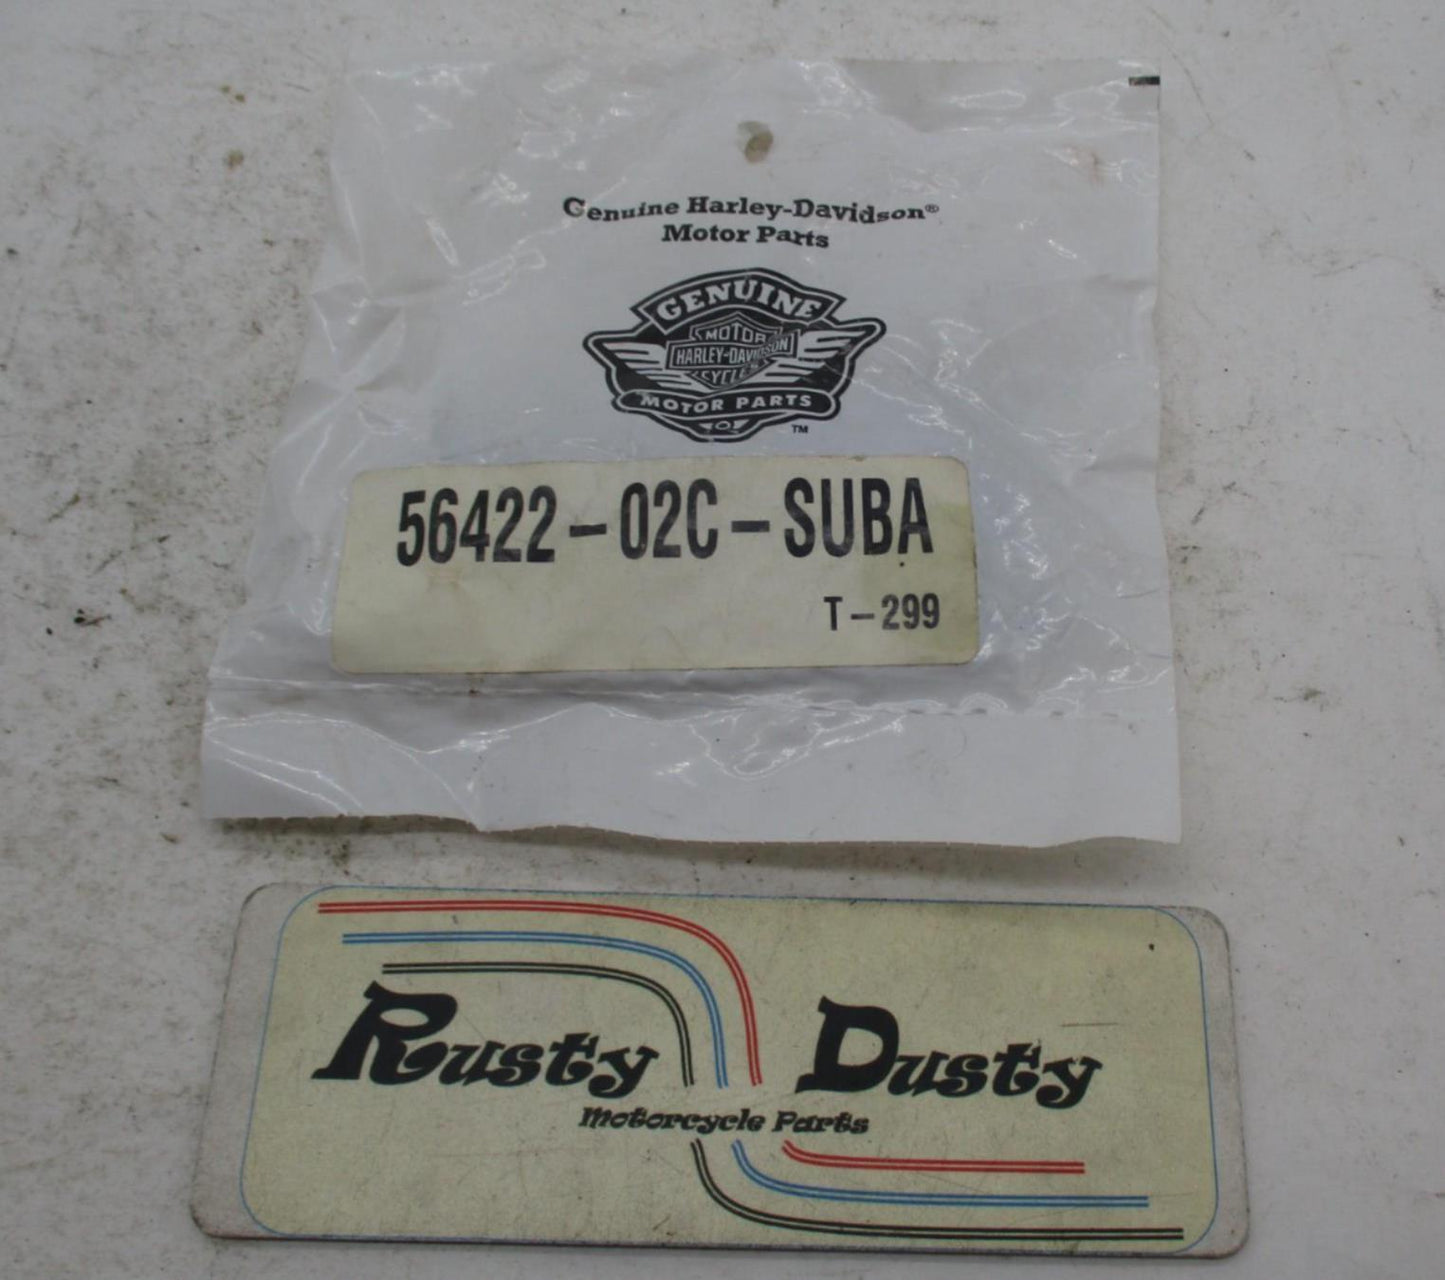 Genuine Harley-Davidson®
Motor Parts
GENUINE
MOTOR
HARLEY-DAVIDSON
CYCLES
MOTOR PARTS
TM
56422-02C-SUBA
T-299
Rusty Dusty
Motorcycle Parts